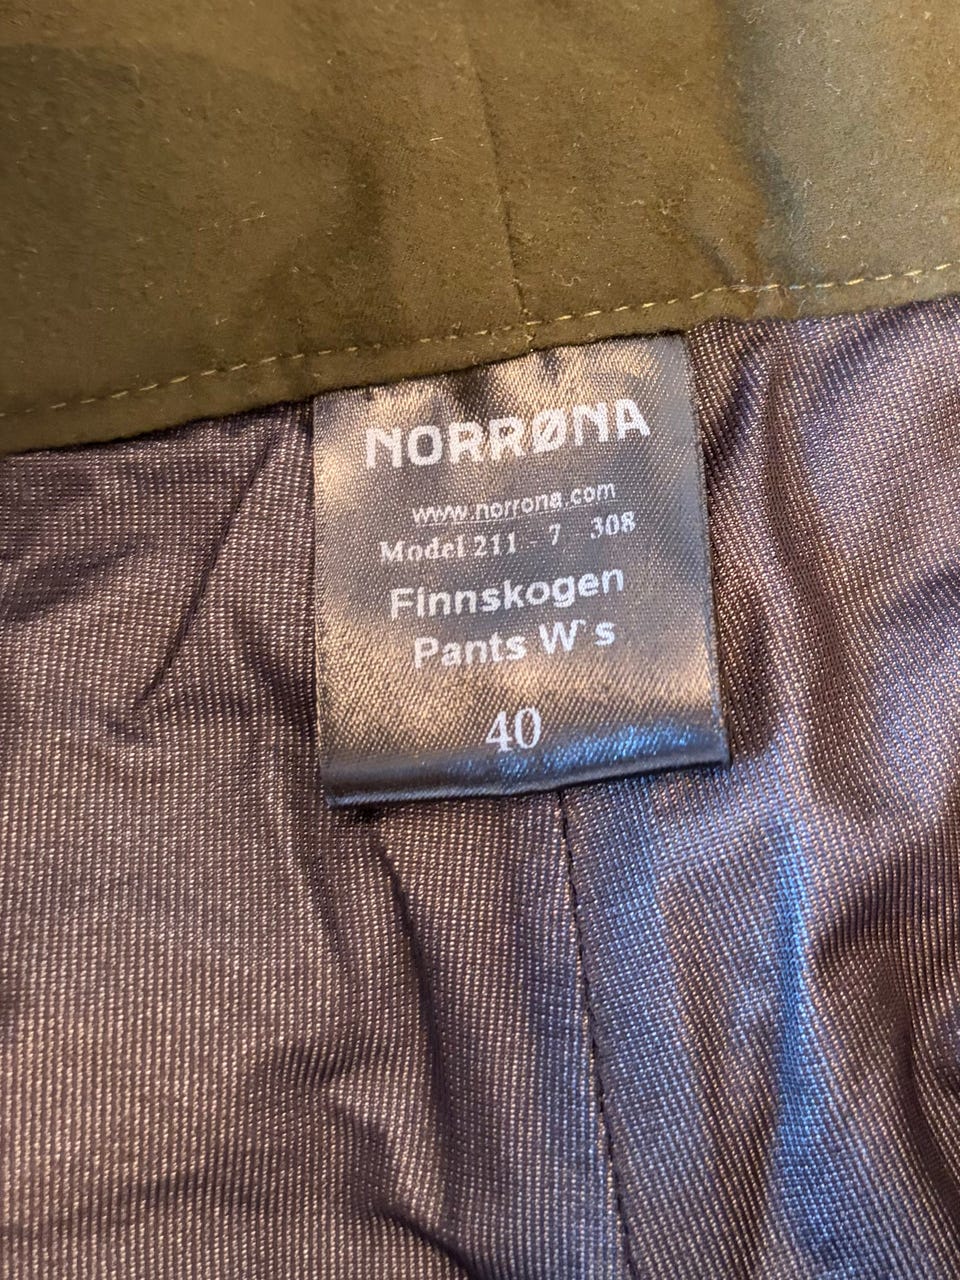 NORRØNA
www.norrona.com
Model 211 - 7 - 308
Finnskogen
Pants W`s
40